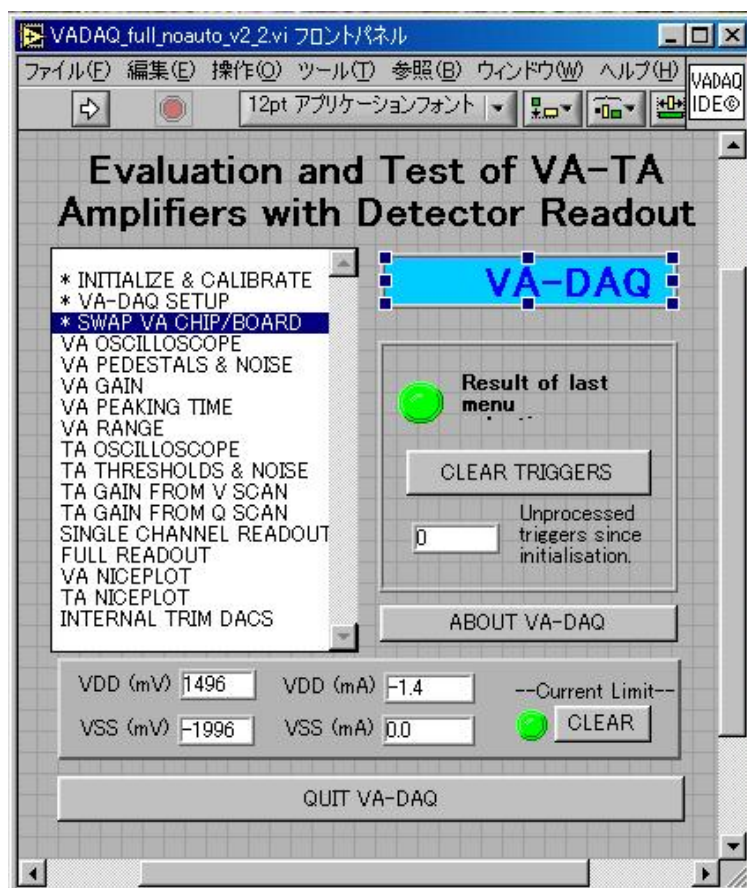 VADAQ_full_noauto_v2_2.vi フロントパネル
ファイル(F) 編集(E) 操作(O) ツール(T) 参照(B) ウィンドウ(W) ヘルプ(H)
VADAQ
IDE©
12pt アプリケーションフォント
Evaluation and Test of VA-TA
Amplifiers with Detector Readout
VA-DAQ
* INITIALIZE & CALIBRATE
* VA-DAQ SETUP
* SWAP VA CHIP/BOARD
VA OSCILLOSCOPE
VA PEDESTALS & NOISE
VA GAIN
VA PEAKING TIME
VA RANGE
TA OSCILLOSCOPE
TA THRESHOLDS & NOISE
TA GAIN FROM V SCAN
TA GAIN FROM Q SCAN
SINGLE CHANNEL READOUT
FULL READOUT
VA NICEPLOT
TA NICEPLOT
INTERNAL TRIM DACS
Result of last
menu
CLEAR TRIGGERS
0
Unprocessed
triggers since
initialisation.
ABOUT VA-DAQ
VDD (mV) 1496 VDD (mA) -1.4 --Current Limit--
VSS (mV) -1996 VSS (mA) 0.0 CLEAR
QUIT VA-DAQ